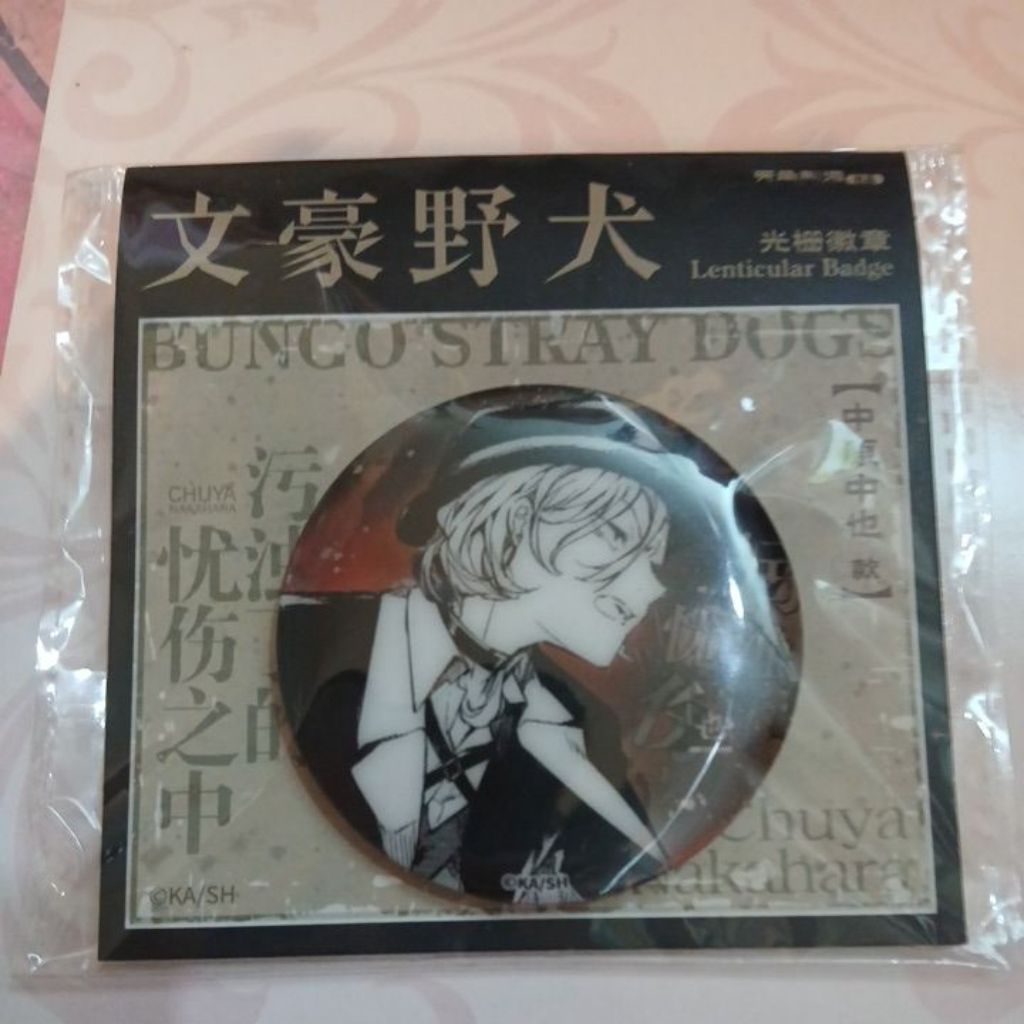 文豪野犬
光栅徽章
Lenticular Badge
BUNGO STRAY DOGS
【中原中也 款】
CHUYA
NAKAHARA
污浊的
忧伤之中
Chuya
Nakahara
©KA/SH
©KA/SH